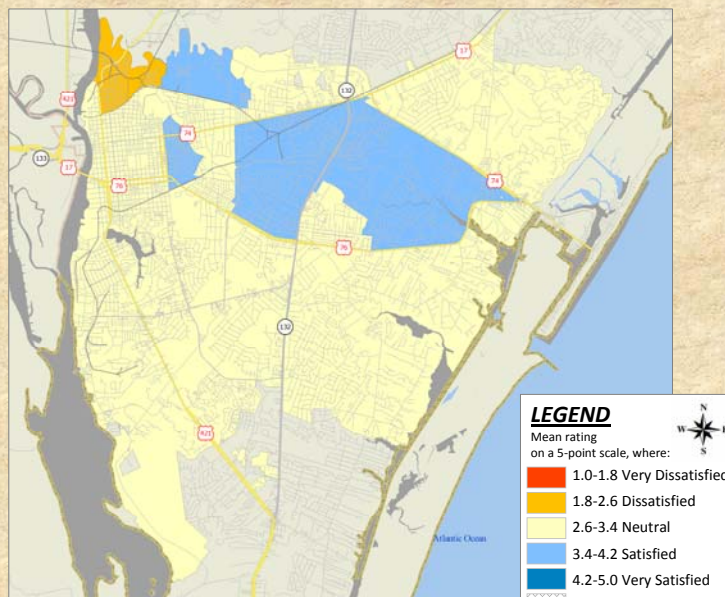 17
132
421
74
133
17
76
74
76
132
421
Atlantic Ocean
LEGEND
Mean rating
on a 5-point scale, where:
N
W
E
S
1.0-1.8 Very Dissatisfied
1.8-2.6 Dissatisfied
2.6-3.4 Neutral
3.4-4.2 Satisfied
4.2-5.0 Very Satisfied